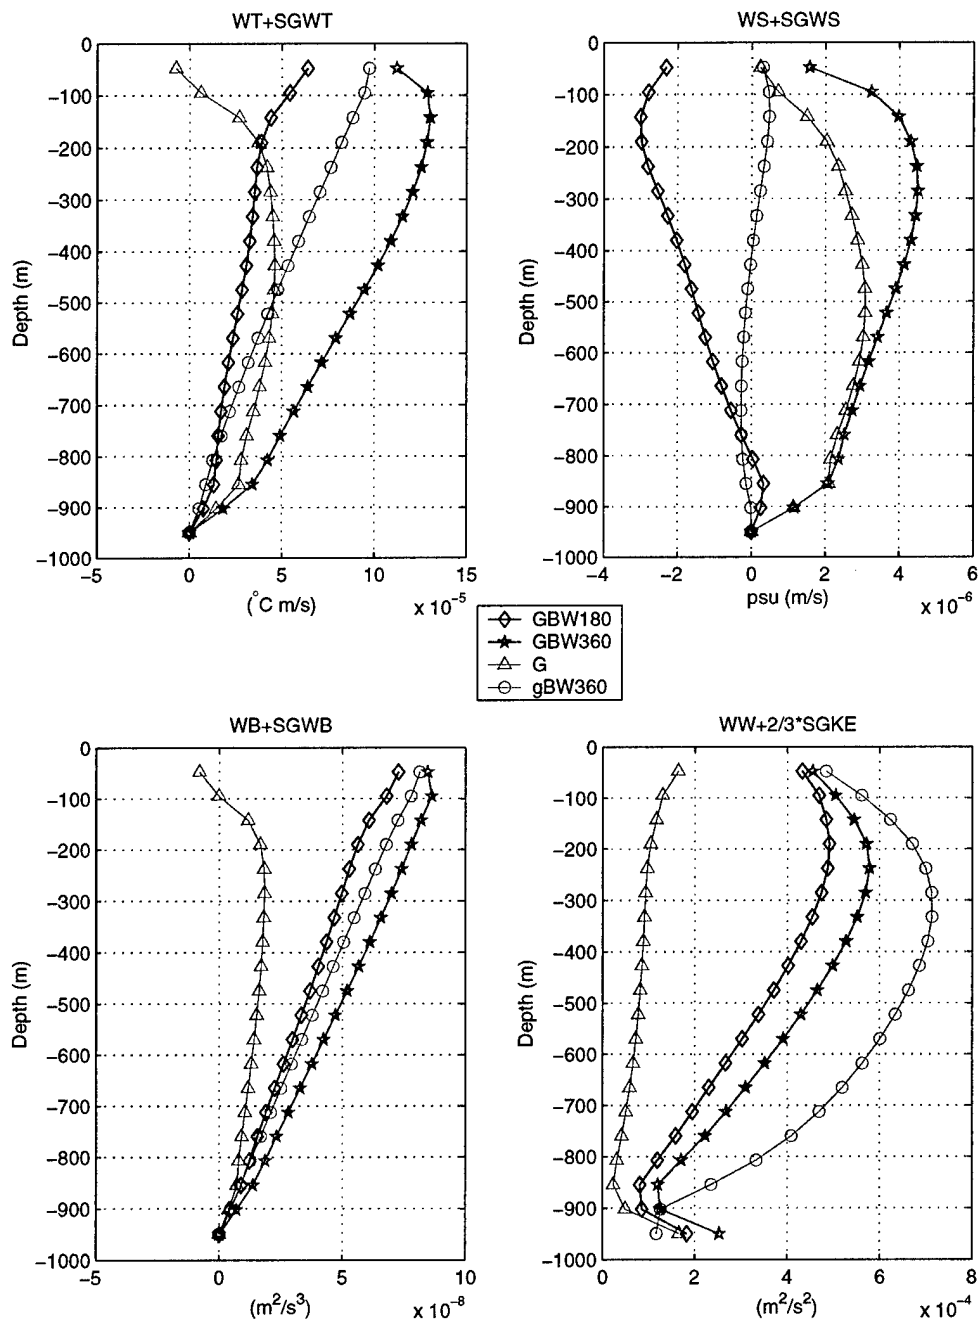 WT+SGWT
0
−100
−200
−300
−400
−500
−600
−700
−800
−900
−1000
Depth (m)
−5 0 5 10 15
(°C m/s)
x 10⁻⁵
WS+SGWS
0
−100
−200
−300
−400
−500
−600
−700
−800
−900
−1000
Depth (m)
−4 −2 0 2 4 6
psu (m/s)
x 10⁻⁶
GBW180
GBW360
G
gBW360
WB+SGWB
0
−100
−200
−300
−400
−500
−600
−700
−800
−900
−1000
Depth (m)
−5 0 5 10
(m²/s³)
x 10⁻⁸
WW+2/3*SGKE
0
−100
−200
−300
−400
−500
−600
−700
−800
−900
−1000
Depth (m)
0 2 4 6 8
(m²/s²)
x 10⁻⁴